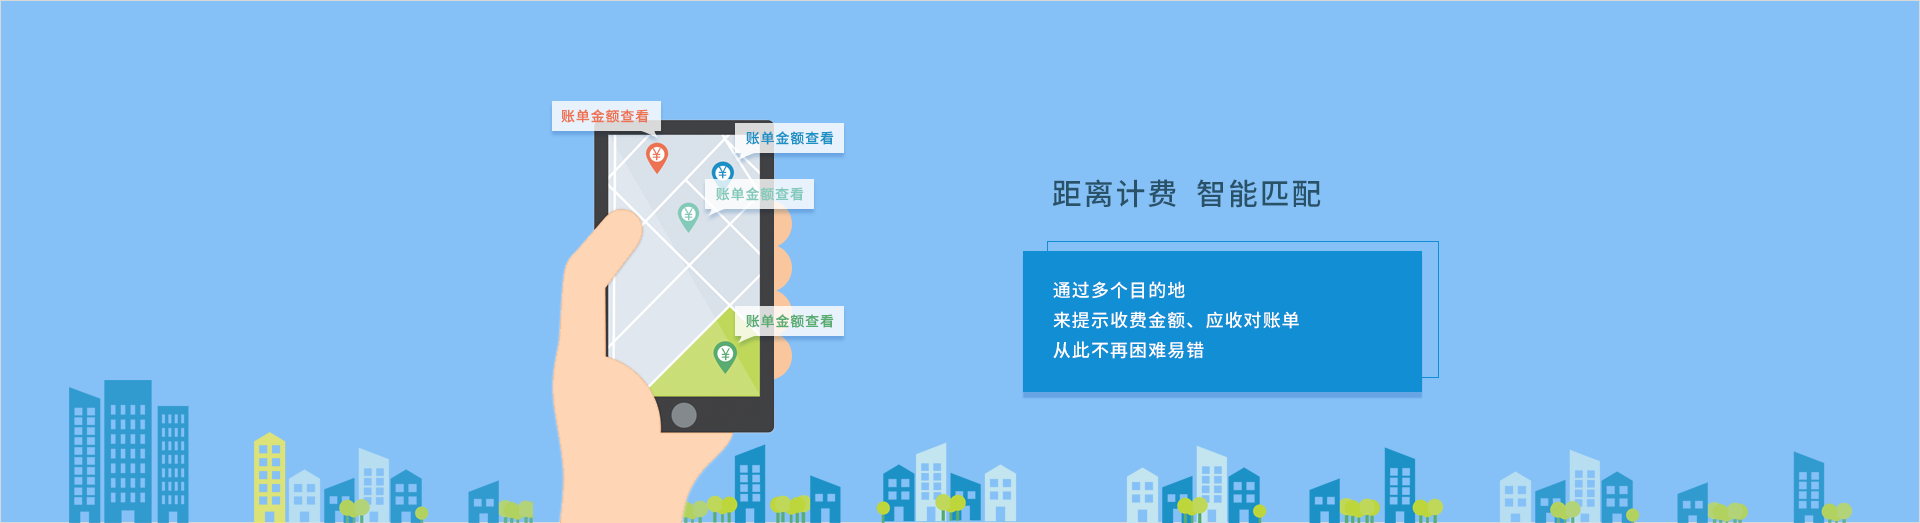 账单金额查看
账单金额查看
账单金额查看
账单金额查看
距离计费 智能匹配
通过多个目的地
来提示收费金额、应收对账单
从此不再困难易错